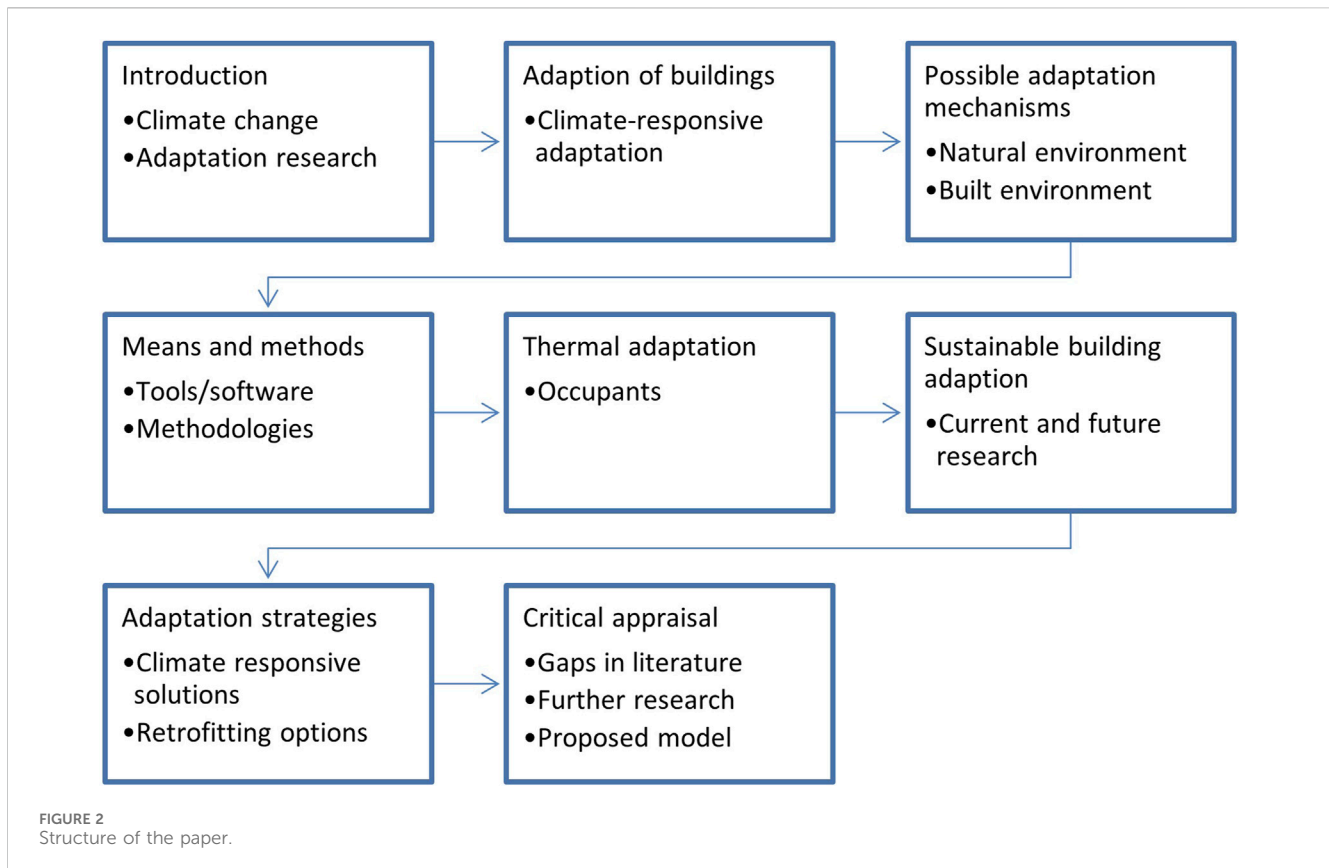 Introduction
•Climate change
•Adaptation research
Adaption of buildings
•Climate-responsive
adaptation
Possible adaptation
mechanisms
•Natural environment
•Built environment
Means and methods
•Tools/software
•Methodologies
Thermal adaptation
•Occupants
Sustainable building
adaption
•Current and future
research
Adaptation strategies
•Climate responsive
solutions
•Retrofitting options
Critical appraisal
•Gaps in literature
•Further research
•Proposed model
FIGURE 2
Structure of the paper.